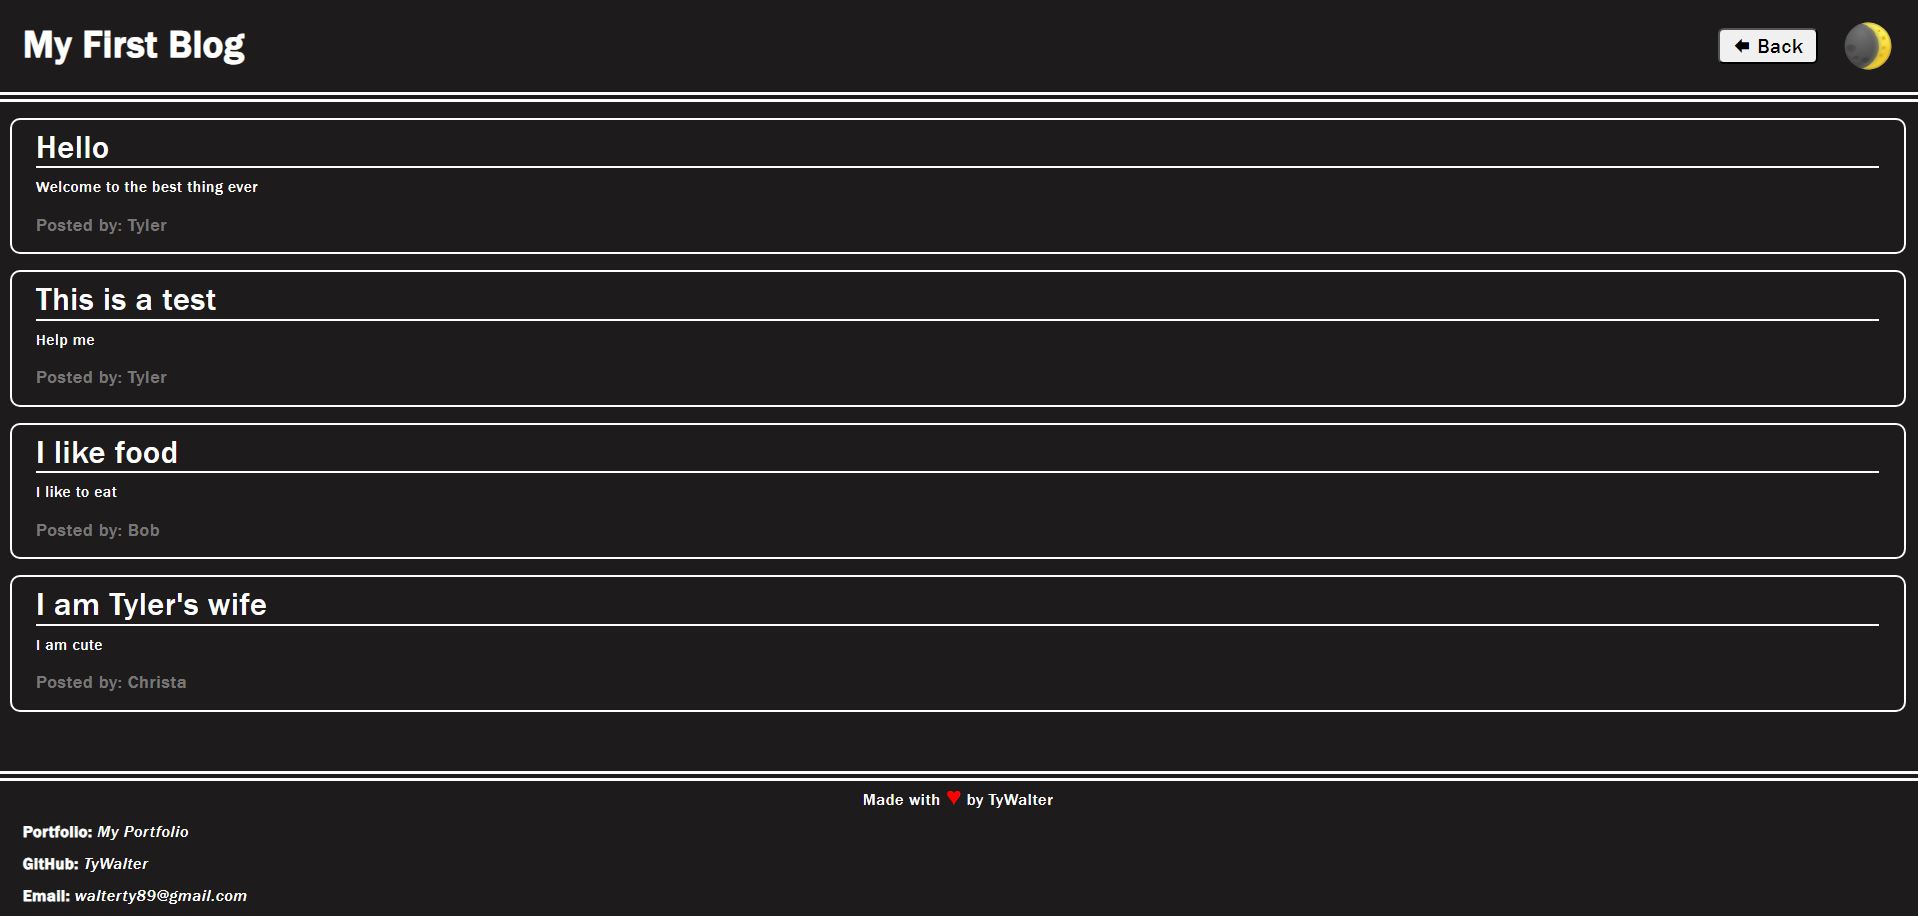 My First Blog
🡄 Back
Hello
Welcome to the best thing ever
Posted by: Tyler
This is a test
Help me
Posted by: Tyler
I like food
I like to eat
Posted by: Bob
I am Tyler's wife
I am cute
Posted by: Christa
Made with ♥ by TyWalter
Portfolio: My Portfolio
GitHub: TyWalter
Email: walterty89@gmail.com